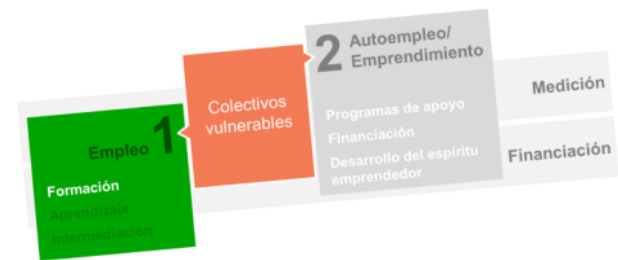 Empleo 1
Formación
Aprendizaje
Intermediación
Colectivos
vulnerables
2 Autoempleo/
Emprendimiento
Programas de apoyo
Financiación
Desarrollo del espíritu
emprendedor
Medición
Financiación